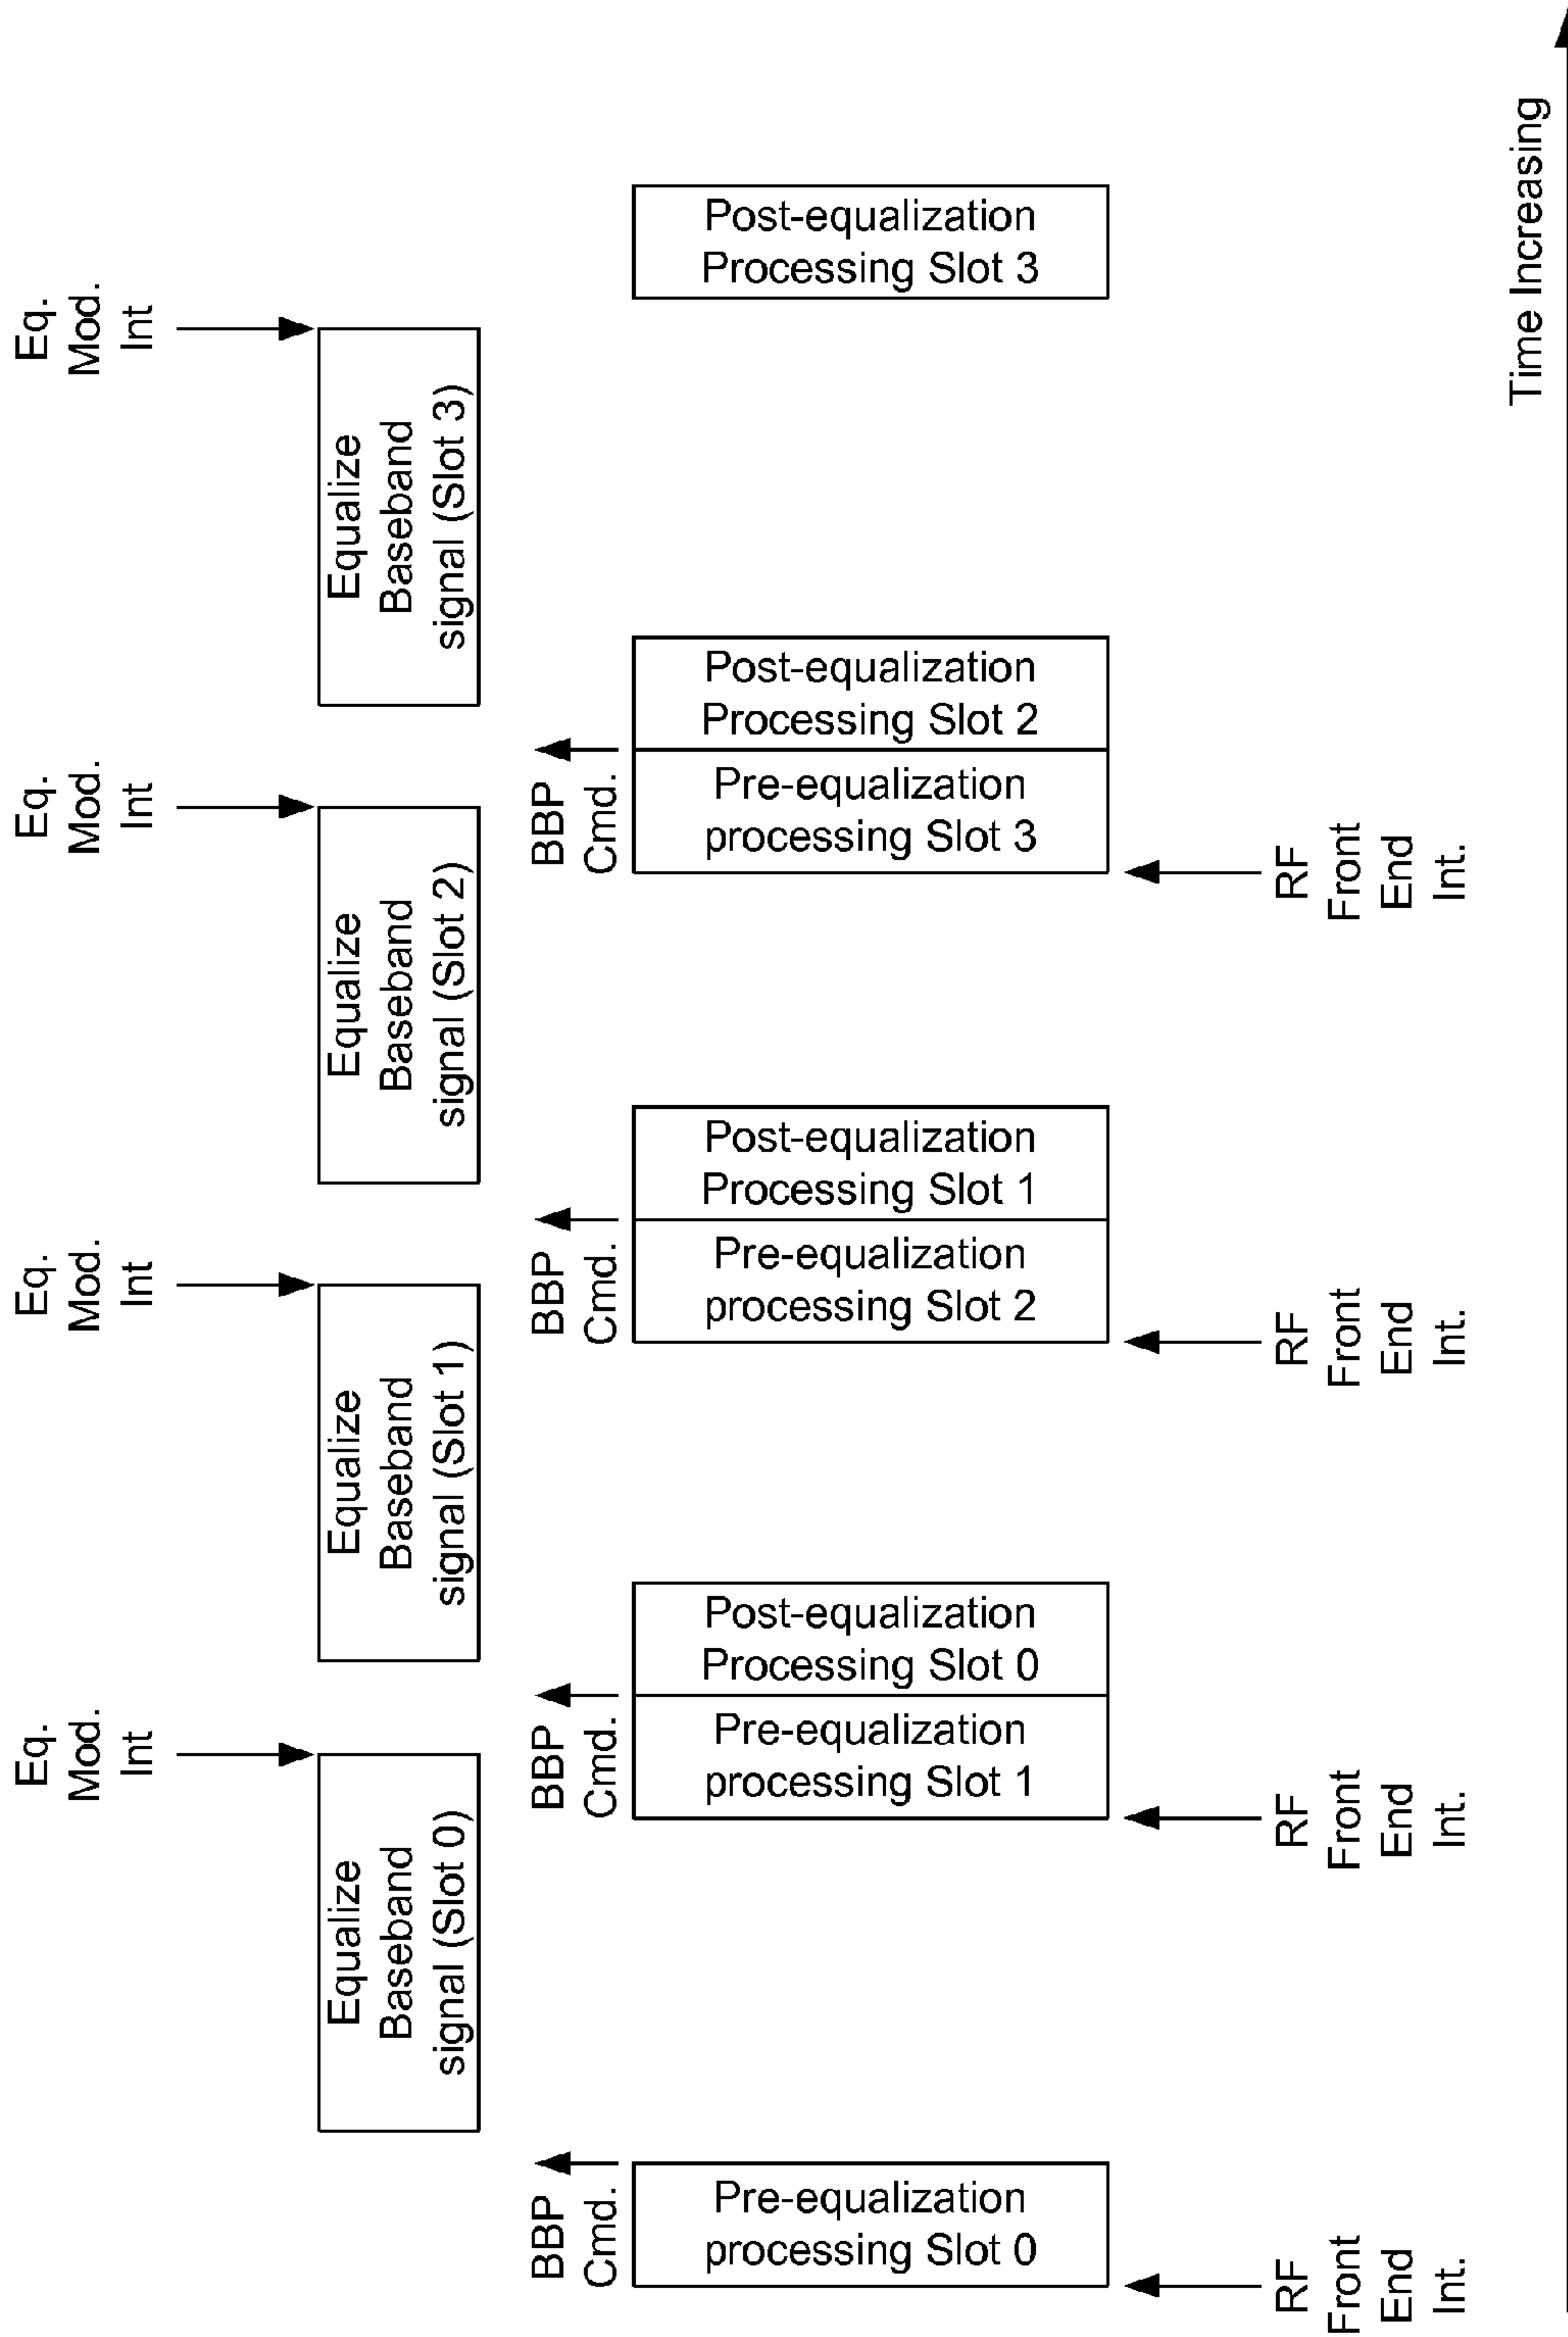 Eq.
Mod.
Int
Equalize
Baseband
signal (Slot 3)
Post-equalization
Processing Slot 3
Time Increasing
Eq.
Mod.
Int
Equalize
Baseband
signal (Slot 2)
BBP
Cmd.
Post-equalization
Processing Slot 2
Pre-equalization
processing Slot 3
RF
Front
End
Int.
Eq.
Mod.
Int
Equalize
Baseband
signal (Slot 1)
BBP
Cmd.
Post-equalization
Processing Slot 1
Pre-equalization
processing Slot 2
RF
Front
End
Int.
Eq.
Mod.
Int
Equalize
Baseband
signal (Slot 0)
BBP
Cmd.
Post-equalization
Processing Slot 0
Pre-equalization
processing Slot 1
RF
Front
End
Int.
BBP
Cmd.
Pre-equalization
processing Slot 0
RF
Front
End
Int.